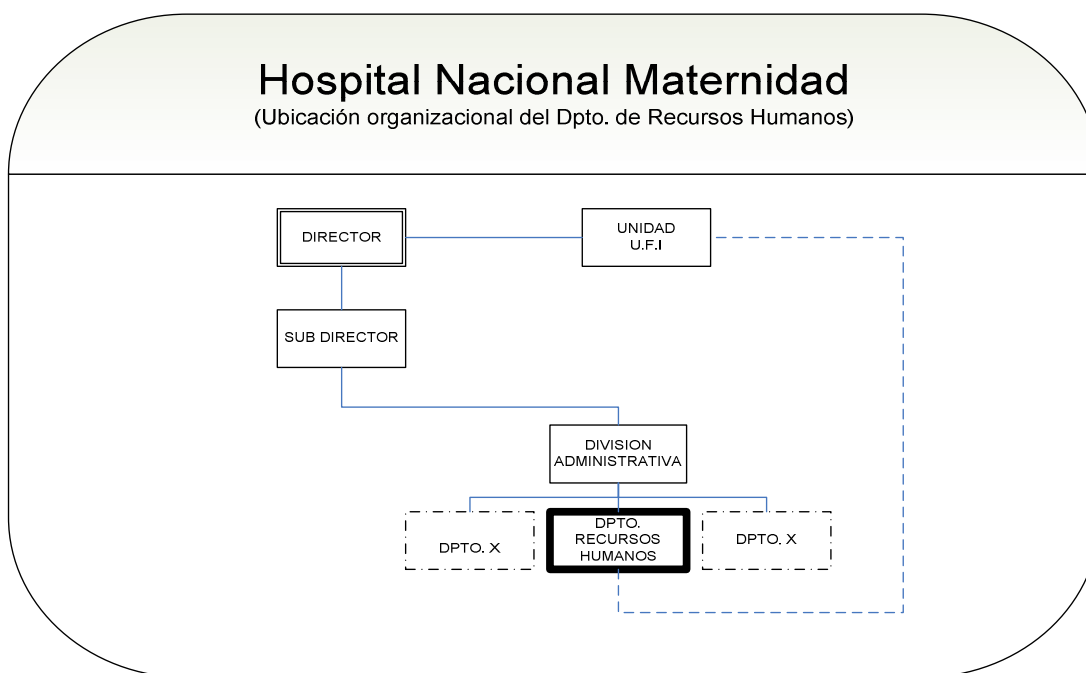 Hospital Nacional Maternidad
(Ubicación organizacional del Dpto. de Recursos Humanos)
DIRECTOR
UNIDAD
U.F.I
SUB DIRECTOR
DIVISION
ADMINISTRATIVA
DPTO. X
DPTO.
RECURSOS
HUMANOS
DPTO. X